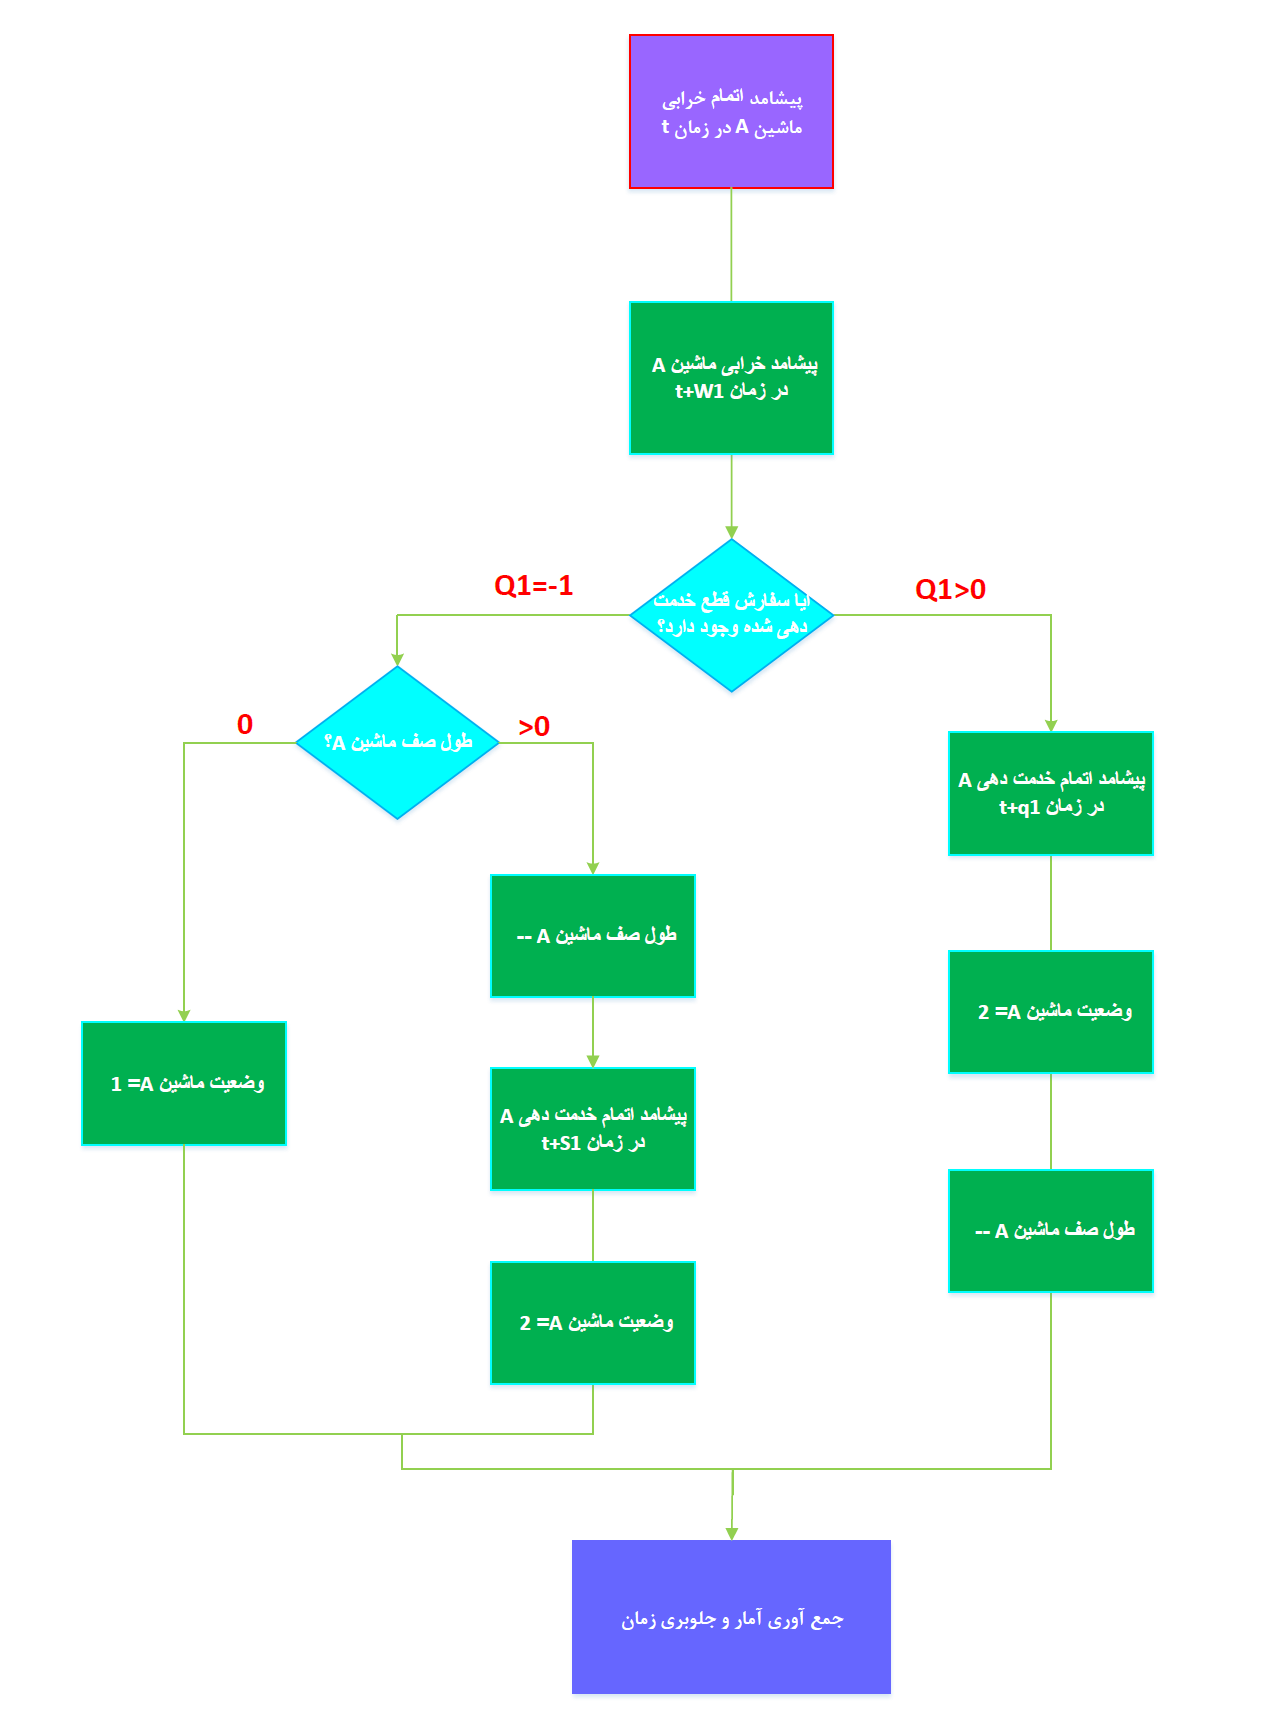 پیشامد اتمام خرابی
ماشین A در زمان t
پیشامد خرابی ماشین A
در زمان t+W1
Q1=-1
Q1>0
ایا سفارش قطع خدمت
دهی شده وجود دارد؟
0
>0
طول صف ماشین A؟
پیشامد اتمام خدمت دهی A
در زمان t+q1
طول صف ماشین A --
وضعیت ماشین A= 2
وضعیت ماشین A= 1
پیشامد اتمام خدمت دهی A
در زمان t+S1
طول صف ماشین A --
وضعیت ماشین A= 2
جمع آوری آمار و جلوبری زمان